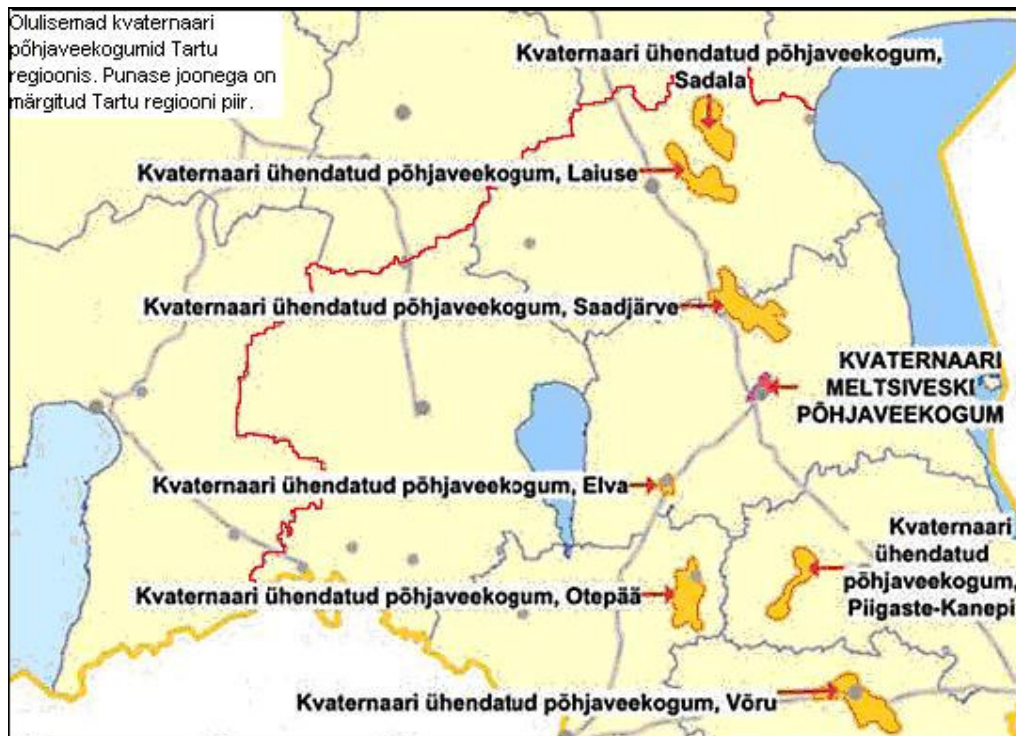 Olulisemad kvaternaari
põhjaveekogumid Tartu
regioonis. Punase joonega on
märgitud Tartu regiooni piir.
Kvaternaari ühendatud põhjaveekogum,
Sadala
Kvaternaari ühendatud põhjaveekogum, Laiuse
Kvaternaari ühendatud põhjaveekogum, Saadjärve
KVATERNAARI
MELTSIVESKI
PÕHJAVEEKOGUM
Kvaternaari ühendatud põhjaveekogum, Elva
Kvaternaari
ühendatud
põhjaveekogum,
Piigaste-Kanepi
Kvaternaari ühendatud põhjaveekogum, Otepää
Kvaternaari ühendatud põhjaveekogum, Võru